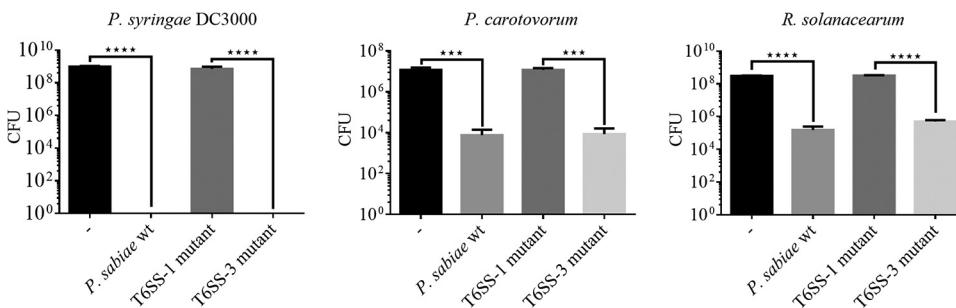 P. syringae DC3000
CFU
10^10
10^8
10^6
10^4
10^2
10^0
****
****
-
P. sabiae wt
T6SS-1 mutant
T6SS-3 mutant
P. carotovorum
CFU
10^8
10^6
10^4
10^2
10^0
***
***
-
P. sabiae wt
T6SS-1 mutant
T6SS-3 mutant
R. solanacearum
CFU
10^10
10^8
10^6
10^4
10^2
10^0
****
****
-
P. sabiae wt
T6SS-1 mutant
T6SS-3 mutant